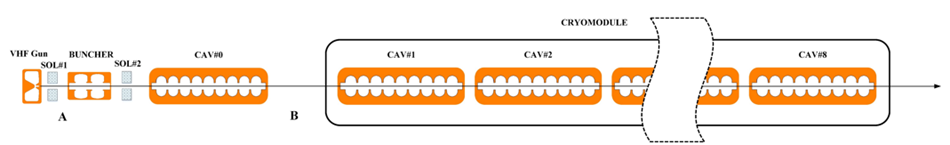 CRYOMODULE
VHF Gun
BUNCHER
CAV#0
CAV#1
CAV#2
CAV#8
SOL#1
SOL#2
A
B